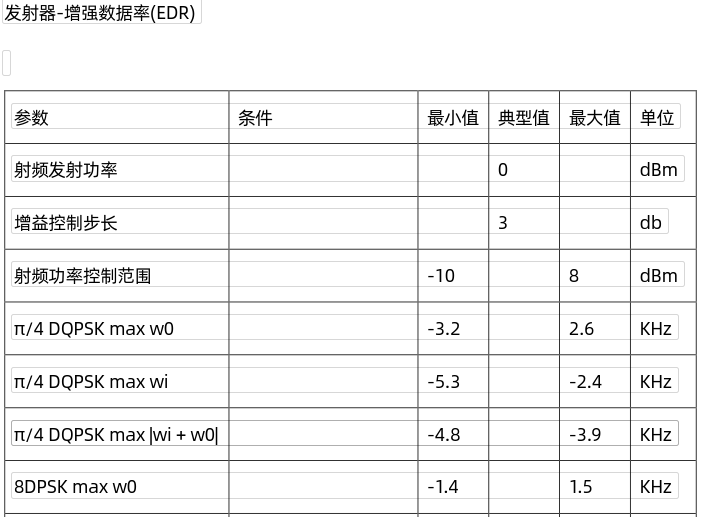 发射器-增强数据率(EDR)
参数 条件 最小值 典型值 最大值 单位
射频发射功率 0 dBm
增益控制步长 3 db
射频功率控制范围 -10 8 dBm
π/4 DQPSK max w0 -3.2 2.6 KHz
π/4 DQPSK max wi -5.3 -2.4 KHz
π/4 DQPSK max |wi + w0| -4.8 -3.9 KHz
8DPSK max w0 -1.4 1.5 KHz